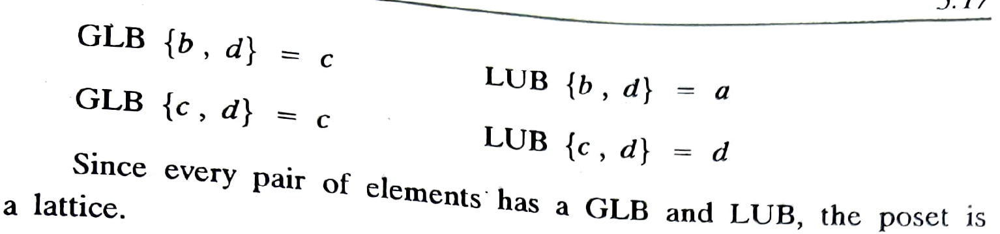 GLB {b , d} = c
LUB {b , d} = a
GLB {c , d} = c
LUB {c , d} = d
Since every pair of elements has a GLB and LUB, the poset is
a lattice.